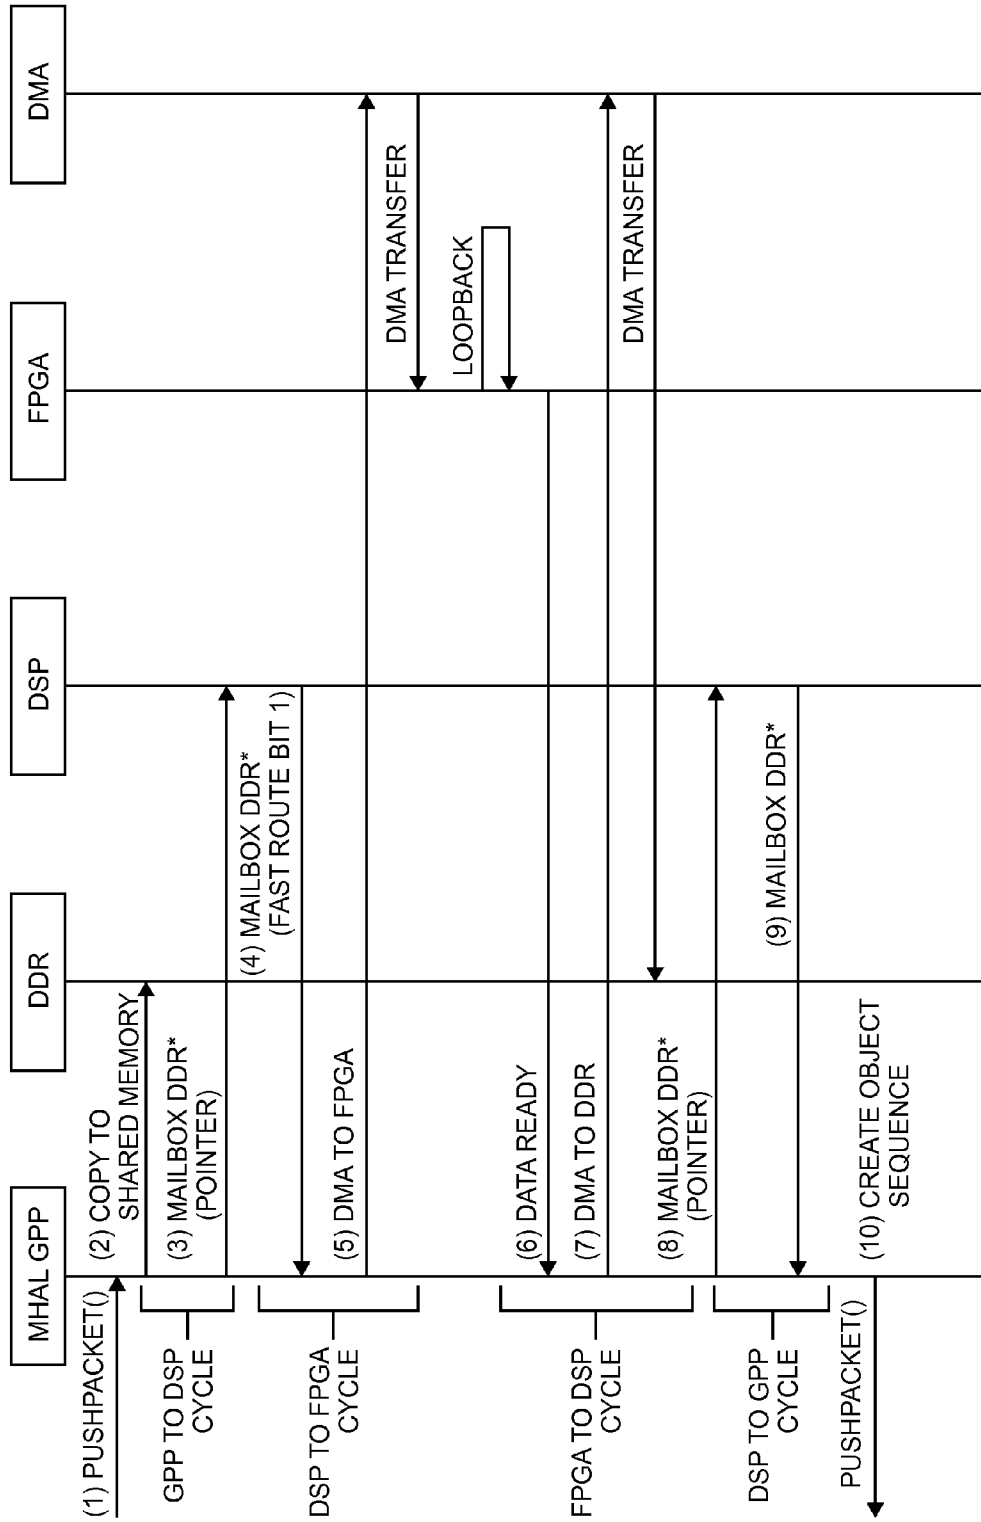 MHAL GPP
DDR
DSP
FPGA
DMA
(1) PUSHPACKET()
(2) COPY TO
SHARED MEMORY
GPP TO DSP
CYCLE
(3) MAILBOX DDR*
(POINTER)
(4) MAILBOX DDR*
(FAST ROUTE BIT 1)
DSP TO FPGA
CYCLE
(5) DMA TO FPGA
DMA TRANSFER
LOOPBACK
FPGA TO DSP
CYCLE
(6) DATA READY
(7) DMA TO DDR
DMA TRANSFER
(8) MAILBOX DDR*
(POINTER)
DSP TO GPP
CYCLE
(9) MAILBOX DDR*
PUSHPACKET()
(10) CREATE OBJECT
SEQUENCE